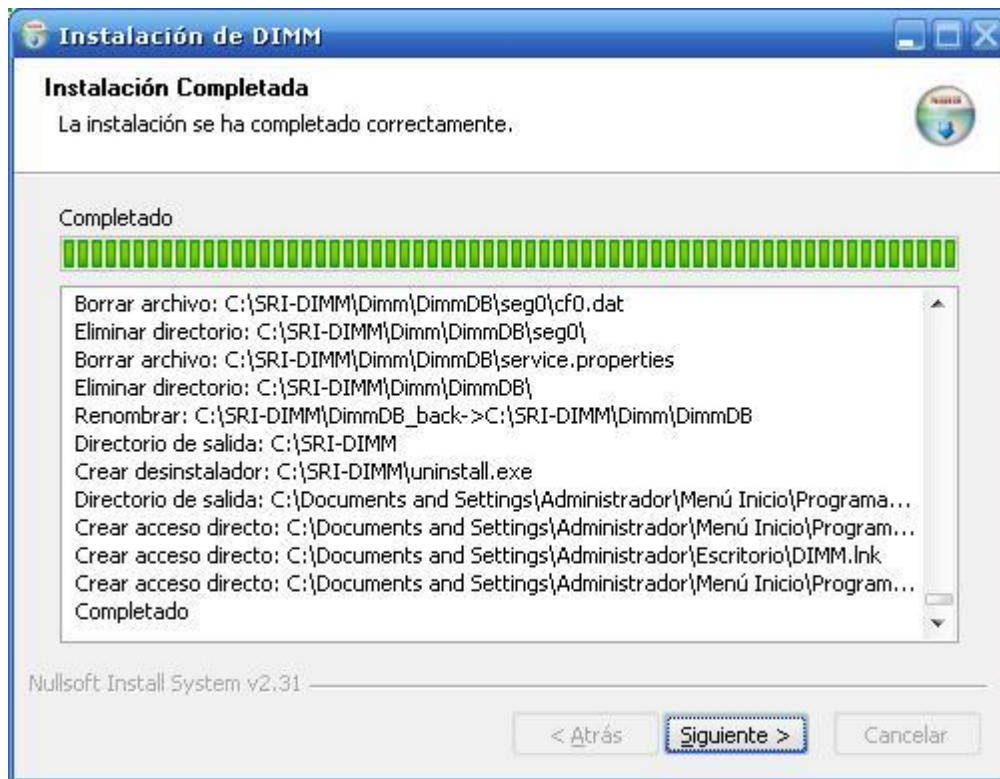 Instalación de DIMM
Instalación Completada
La instalación se ha completado correctamente.
Completado
Borrar archivo: C:\SRI-DIMM\Dimm\DimmDB\seg0\cf0.dat
Eliminar directorio: C:\SRI-DIMM\Dimm\DimmDB\seg0\
Borrar archivo: C:\SRI-DIMM\Dimm\DimmDB\service.properties
Eliminar directorio: C:\SRI-DIMM\Dimm\DimmDB\
Renombrar: C:\SRI-DIMM\DimmDB_back->C:\SRI-DIMM\Dimm\DimmDB
Directorio de salida: C:\SRI-DIMM
Crear desinstalador: C:\SRI-DIMM\uninstall.exe
Directorio de salida: C:\Documents and Settings\Administrador\Menú Inicio\Programa...
Crear acceso directo: C:\Documents and Settings\Administrador\Menú Inicio\Program...
Crear acceso directo: C:\Documents and Settings\Administrador\Escritorio\DIMM.lnk
Crear acceso directo: C:\Documents and Settings\Administrador\Menú Inicio\Program...
Completado
Nullsoft Install System v2.31
< Atrás Siguiente > Cancelar